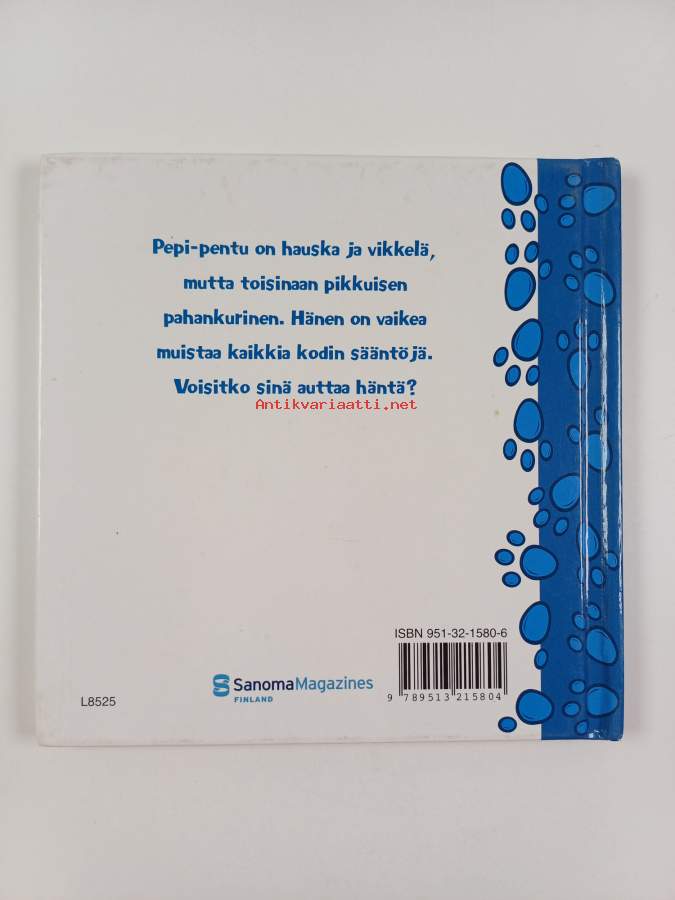 Pepi-pentu on hauska ja vikkelä,
mutta toisinaan pikkuisen
pahankurinen. Hänen on vaikea
muistaa kaikkia kodin sääntöjä.
Voisitko sinä auttaa häntä?
Antikvariaatti.net
ISBN 951-32-1580-6
9 789513 215804
SanomaMagazines
FINLAND
L8525